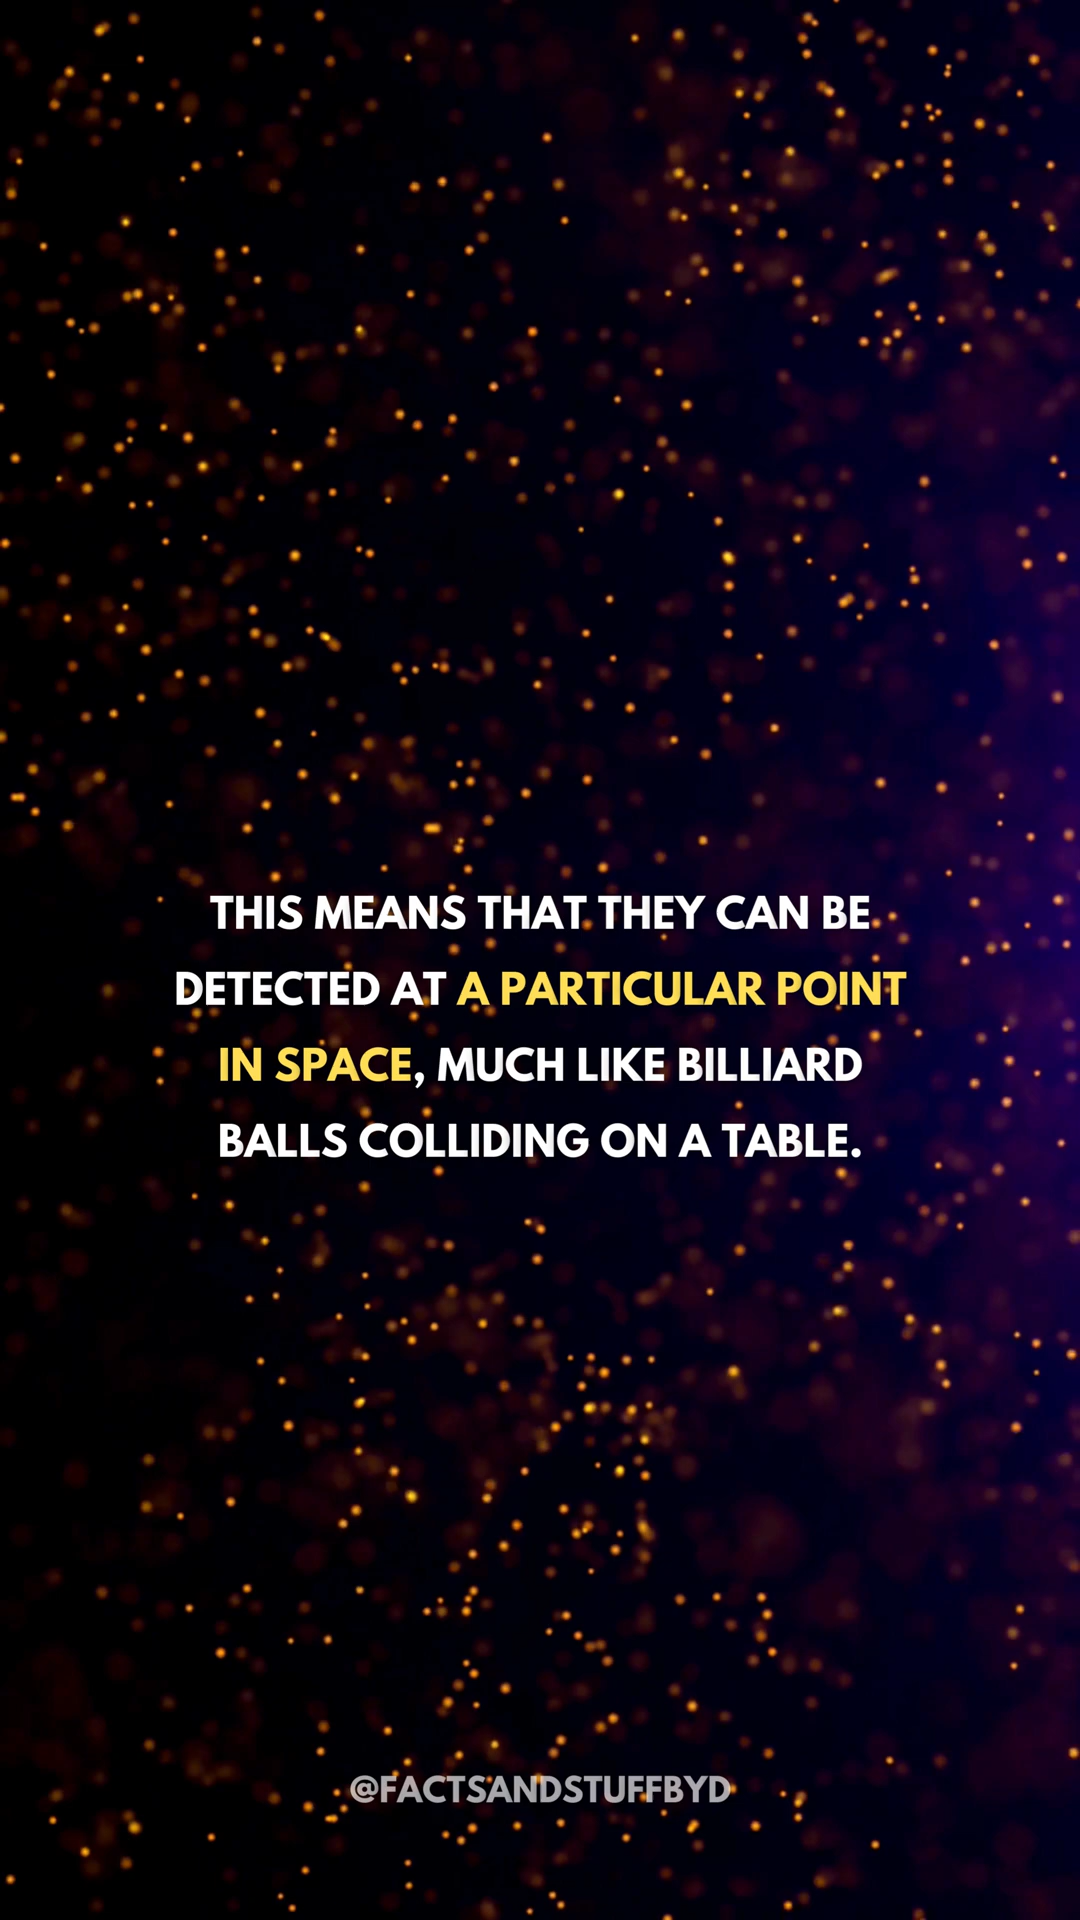 THIS MEANS THAT THEY CAN BE
DETECTED AT A PARTICULAR POINT
IN SPACE, MUCH LIKE BILLIARD
BALLS COLLIDING ON A TABLE.
@FACTSANDSTUFFBYD